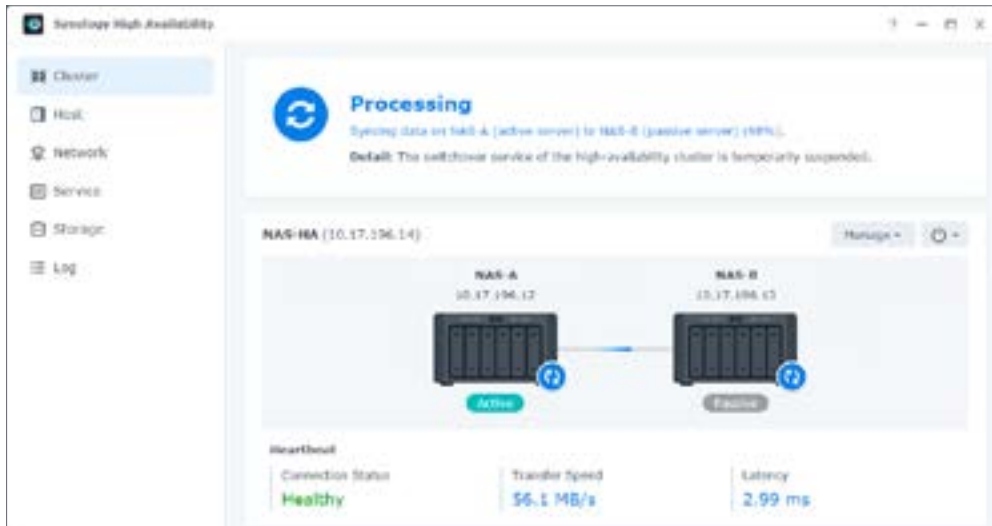 Synology High Availability
Cluster
Host
Network
Service
Storage
Log
Processing
Syncing data on NAS-A (active server) to NAS-B (passive server)
Detail: The switchover service of the high-availability cluster is temporarily suspended.
NAS-HA (10.17.196.14)
Manage
NAS-A
10.17.196.12
NAS-B
10.17.196.13
Active
Passive
Heartbeat
Connection Status
Transfer Speed
Latency
Healthy
56.1 MB/s
2.99 ms